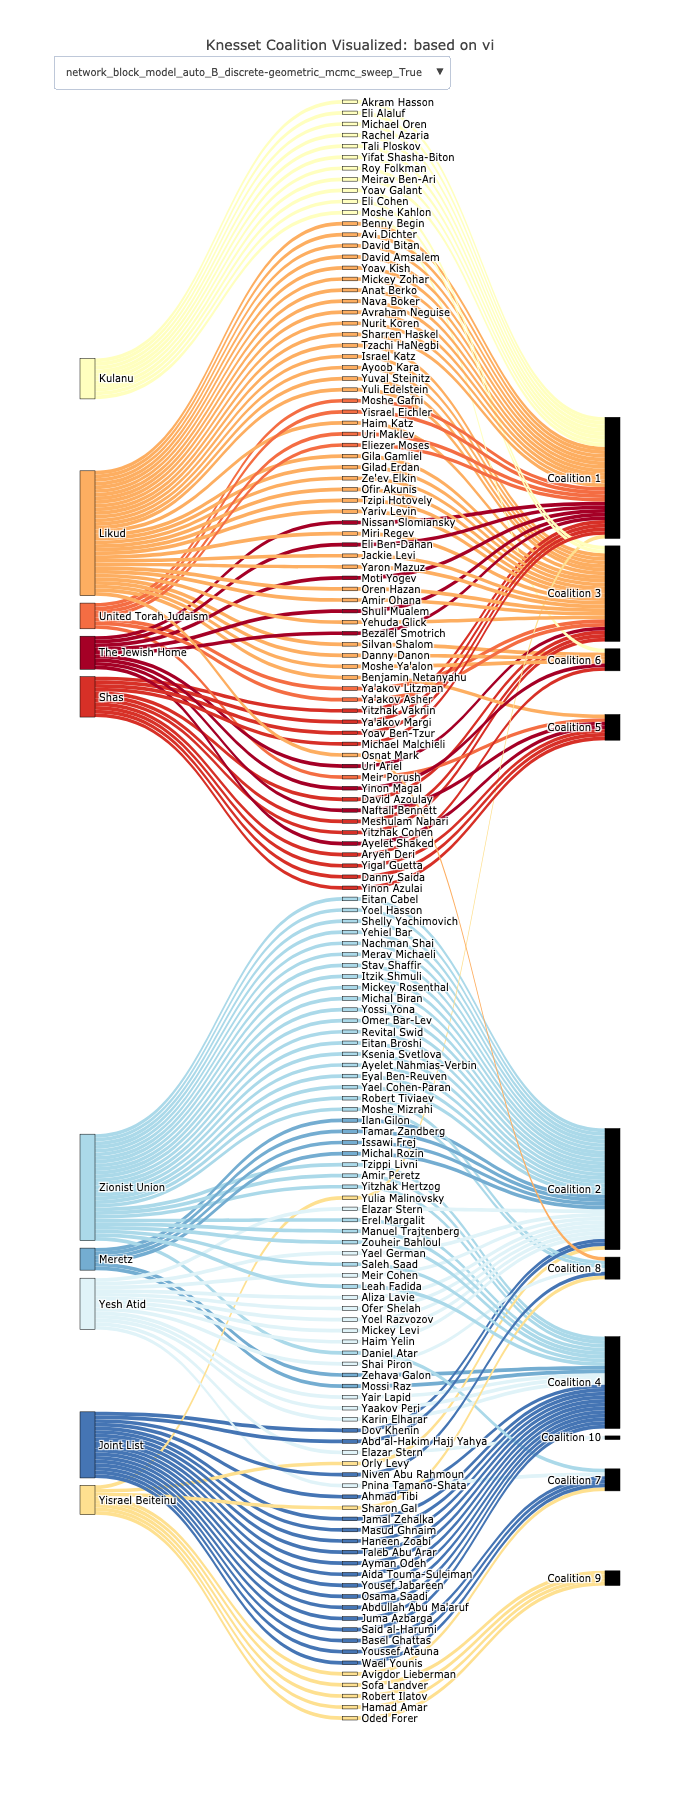 Knesset Coalition Visualized: based on vi
network_block_model_auto_B_discrete-geometric_mcmc_sweep_True ▼
Akram Hasson
Eli Alaluf
Michael Oren
Rachel Azaria
Tali Ploskov
Yifat Shasha-Biton
Roy Folkman
Meirav Ben-Ari
Yoav Galant
Eli Cohen
Moshe Kahlon
Benny Begin
Avi Dichter
David Bitan
David Amsalem
Yoav Kish
Mickey Zohar
Anat Berko
Nava Boker
Avraham Neguise
Nurit Koren
Sharren Haskel
Tzachi HaNegbi
Israel Katz
Ayoob Kara
Yuval Steinitz
Yuli Edelstein
Moshe Gafni
Yisrael Eichler
Haim Katz
Uri Maklev
Eliezer Moses
Gila Gamliel
Gilad Erdan
Ze'ev Elkin
Ofir Akunis
Tzipi Hotovely
Yariv Levin
Nissan Slomiansky
Miri Regev
Eli Ben-Dahan
Jackie Levi
Yaron Mazuz
Moti Yogev
Oren Hazan
Amir Ohana
Shuli Mualem
Yehuda Glick
Bezalel Smotrich
Silvan Shalom
Danny Danon
Moshe Ya'alon
Benjamin Netanyahu
Ya'akov Litzman
Ya'akov Asher
Yitzhak Vaknin
Ya'akov Margi
Yoav Ben-Tzur
Michael Malchieli
Osnat Mark
Uri Ariel
Meir Porush
Yinon Magal
David Azoulay
Naftali Bennett
Meshulam Nahari
Yitzhak Cohen
Ayelet Shaked
Aryeh Deri
Yigal Guetta
Danny Saida
Yinon Azulai
Eitan Cabel
Yoel Hasson
Shelly Yachimovich
Yehiel Bar
Nachman Shai
Merav Michaeli
Stav Shaffir
Itzik Shmuli
Mickey Rosenthal
Michal Biran
Yossi Yona
Omer Bar-Lev
Revital Swid
Eitan Broshi
Ksenia Svetlova
Ayelet Nahmias-Verbin
Eyal Ben-Reuven
Yael Cohen-Paran
Robert Tiviaev
Moshe Mizrahi
Ilan Gilon
Tamar Zandberg
Issawi Frej
Michal Rozin
Tzippi Livni
Amir Peretz
Yitzhak Hertzog
Yulia Malinovsky
Elazar Stern
Erel Margalit
Manuel Trajtenberg
Zouheir Bahloul
Yael German
Saleh Saad
Meir Cohen
Leah Fadida
Aliza Lavie
Ofer Shelah
Yoel Razvozov
Mickey Levi
Haim Yelin
Daniel Atar
Shai Piron
Zehava Galon
Mossi Raz
Yair Lapid
Yaakov Peri
Karin Elharar
Dov Khenin
Abd al-Hakim Hajj Yahya
Elazar Stern
Orly Levy
Niven Abu Rahmoun
Pnina Tamano-Shata
Ahmad Tibi
Sharon Gal
Jamal Zehalka
Masud Ghnaim
Haneen Zoabi
Taleb Abu Arar
Ayman Odeh
Aida Touma-Suleiman
Yousef Jabareen
Osama Saadi
Abdullah Abu Maaruf
Juma Azbarga
Said al-Harumi
Basel Ghattas
Youssef Atauna
Wael Younis
Avigdor Lieberman
Sofa Landver
Robert Ilatov
Hamad Amar
Oded Forer
Kulanu
Likud
United Torah Judaism
The Jewish Home
Shas
Zionist Union
Meretz
Yesh Atid
Joint List
Yisrael Beiteinu
Coalition 1
Coalition 3
Coalition 6
Coalition 5
Coalition 2
Coalition 8
Coalition 4
Coalition 10
Coalition 7
Coalition 9